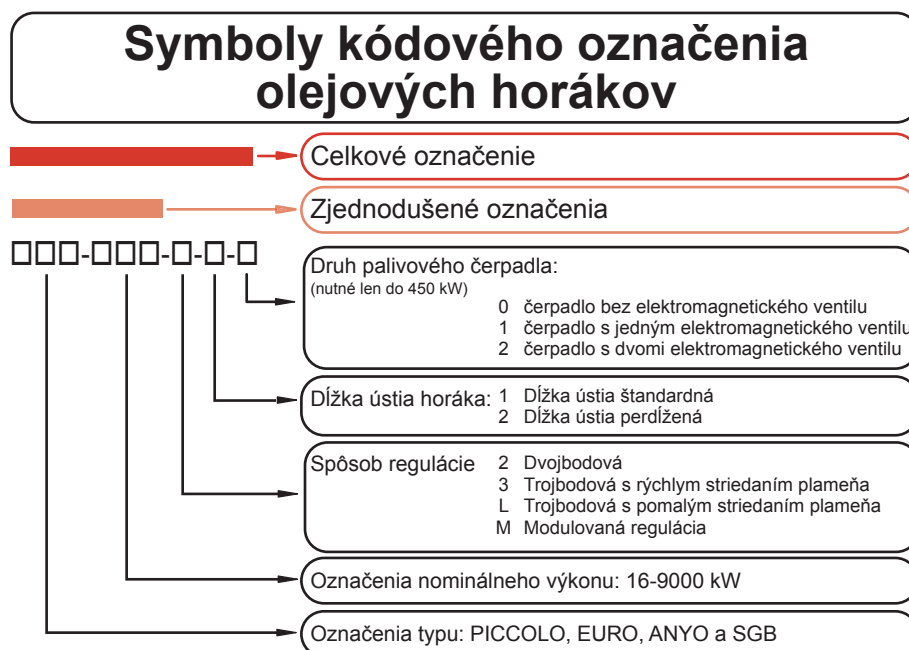 Symboly kódového označenia
olejových horákov
Celkové označenie
Zjednodušené označenia
□□□-□□□-□-□-□
Druh palivového čerpadla:
(nutné len do 450 kW)
0 čerpadlo bez elektromagnetického ventilu
1 čerpadlo s jedným elektromagnetického ventilu
2 čerpadlo s dvomi elektromagnetického ventilu
Dĺžka ústia horáka: 1 Dĺžka ústia štandardná
2 Dĺžka ústia perdĺžená
Spôsob regulácie 2 Dvojbodová
3 Trojbodová s rýchlym striedaním plameňa
L Trojbodová s pomalým striedaním plameňa
M Modulovaná regulácia
Označenia nominálneho výkonu: 16-9000 kW
Označenia typu: PICCOLO, EURO, ANYO a SGB